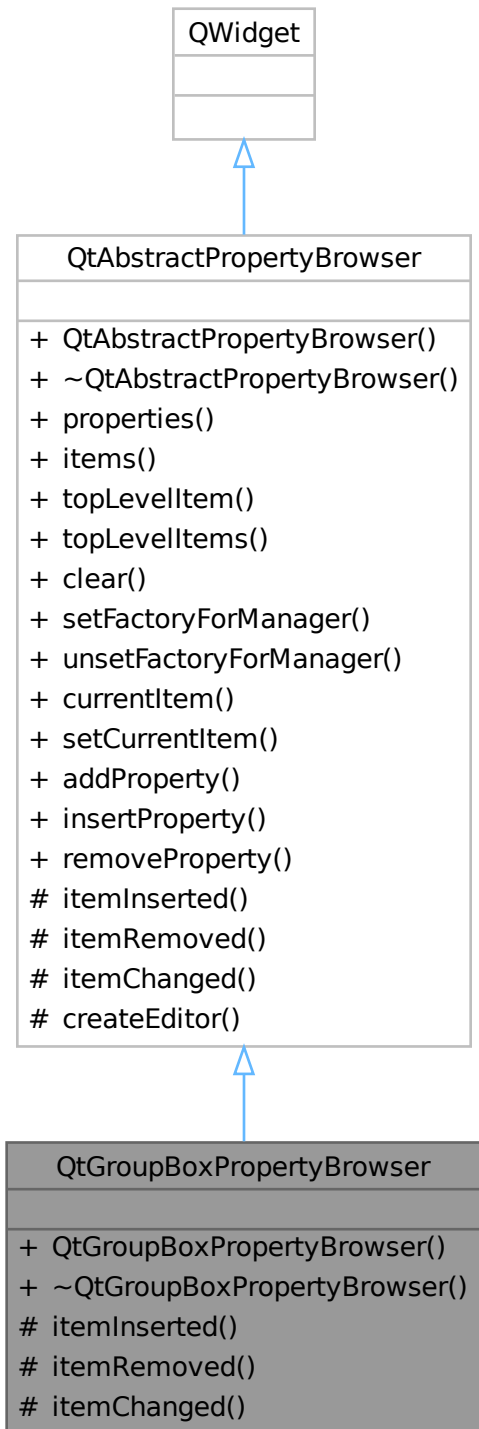 QWidget
QtAbstractPropertyBrowser
+ QtAbstractPropertyBrowser()
+ ~QtAbstractPropertyBrowser()
+ properties()
+ items()
+ topLevelItem()
+ topLevelItems()
+ clear()
+ setFactoryForManager()
+ unsetFactoryForManager()
+ currentItem()
+ setCurrentItem()
+ addProperty()
+ insertProperty()
+ removeProperty()
# itemInserted()
# itemRemoved()
# itemChanged()
# createEditor()
QtGroupBoxPropertyBrowser
+ QtGroupBoxPropertyBrowser()
+ ~QtGroupBoxPropertyBrowser()
# itemInserted()
# itemRemoved()
# itemChanged()